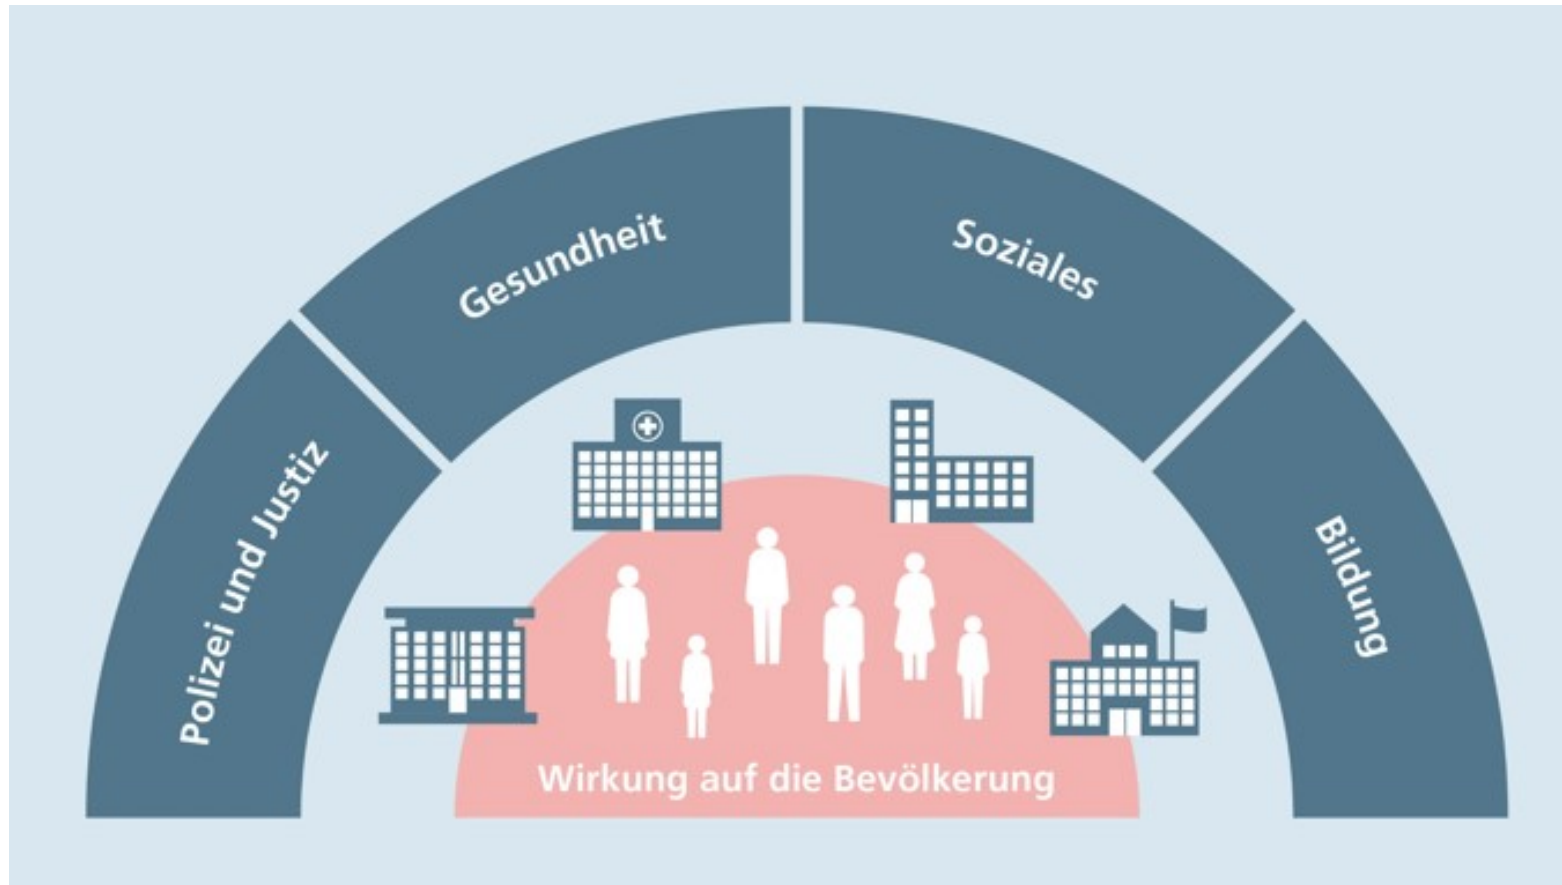 Polizei und Justiz
Gesundheit
Soziales
Bildung
Wirkung auf die Bevölkerung